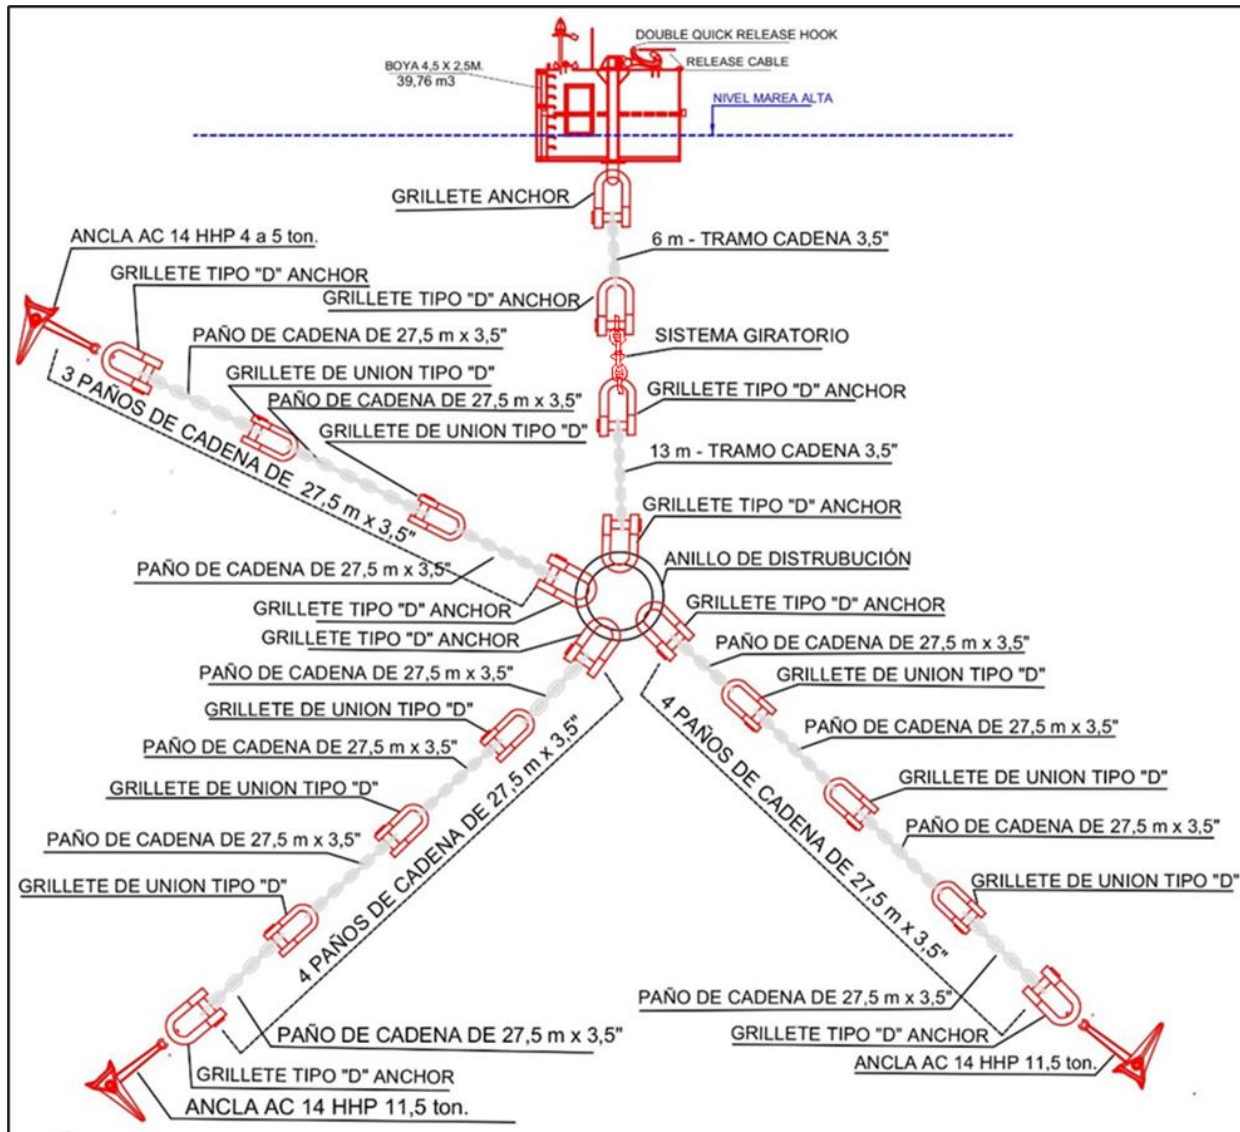 DOUBLE QUICK RELEASE HOOK
BOYA 4,5 X 2,5M.
39,76 m3
RELEASE CABLE
NIVEL MAREA ALTA
GRILLETE ANCHOR
ANCLA AC 14 HHP 4 a 5 ton.
6 m - TRAMO CADENA 3,5"
GRILLETE TIPO "D" ANCHOR
GRILLETE TIPO "D" ANCHOR
PAÑO DE CADENA DE 27,5 m x 3,5"
SISTEMA GIRATORIO
GRILLETE DE UNION TIPO "D"
PAÑO DE CADENA DE 27,5 m x 3,5"
GRILLETE TIPO "D" ANCHOR
GRILLETE DE UNION TIPO "D"
3 PAÑOS DE CADENA DE 27,5 m x 3,5"
13 m - TRAMO CADENA 3,5"
GRILLETE TIPO "D" ANCHOR
ANILLO DE DISTRUBUCIÓN
PAÑO DE CADENA DE 27,5 m x 3,5"
GRILLETE TIPO "D" ANCHOR
GRILLETE TIPO "D" ANCHOR
GRILLETE TIPO "D" ANCHOR
PAÑO DE CADENA DE 27,5 m x 3,5"
PAÑO DE CADENA DE 27,5 m x 3,5"
GRILLETE DE UNION TIPO "D"
GRILLETE DE UNION TIPO "D"
PAÑO DE CADENA DE 27,5 m x 3,5"
PAÑO DE CADENA DE 27,5 m x 3,5"
GRILLETE DE UNION TIPO "D"
GRILLETE DE UNION TIPO "D"
PAÑO DE CADENA DE 27,5 m x 3,5"
PAÑO DE CADENA DE 27,5 m x 3,5"
4 PAÑOS DE CADENA DE 27,5 m x 3,5"
4 PAÑOS DE CADENA DE 27,5 m x 3,5"
GRILLETE DE UNION TIPO "D"
GRILLETE DE UNION TIPO "D"
PAÑO DE CADENA DE 27,5 m x 3,5"
PAÑO DE CADENA DE 27,5 m x 3,5"
GRILLETE TIPO "D" ANCHOR
ANCLA AC 14 HHP 11,5 ton.
GRILLETE TIPO "D" ANCHOR
ANCLA AC 14 HHP 11,5 ton.